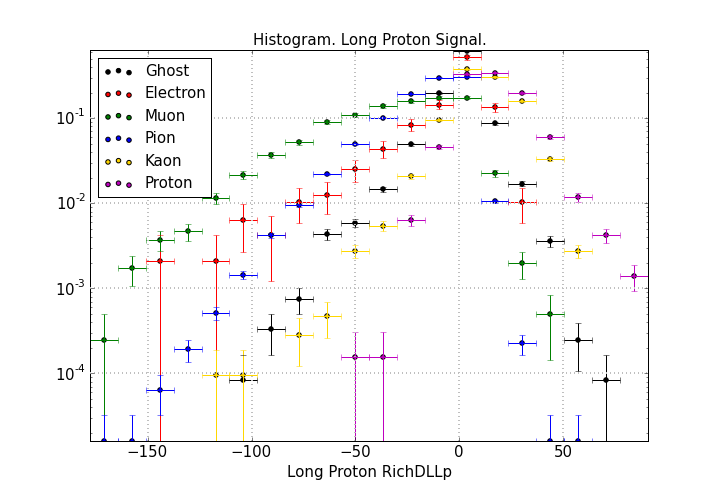 Histogram. Long Proton Signal.
Ghost
Electron
Muon
Pion
Kaon
Proton
10^-1
10^-2
10^-3
10^-4
−150 −100 −50 0 50
Long Proton RichDLLp